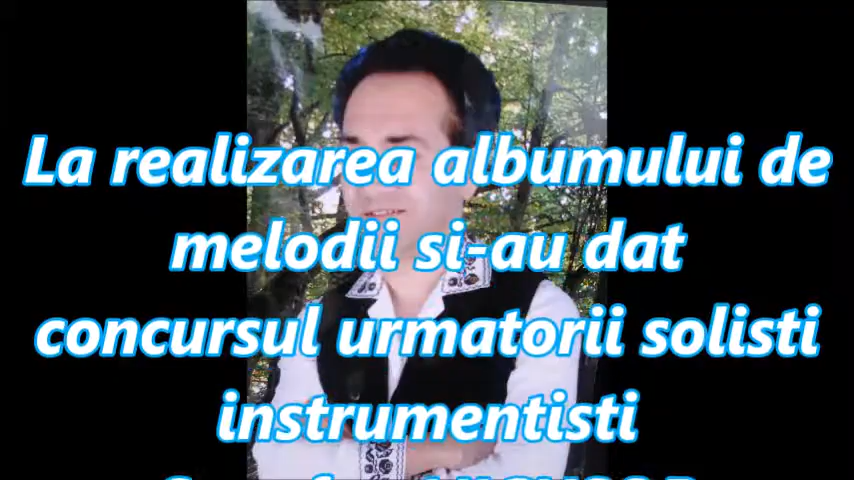 La realizarea albumului de
melodii si-au dat
concursul urmatorii solisti
instrumentisti